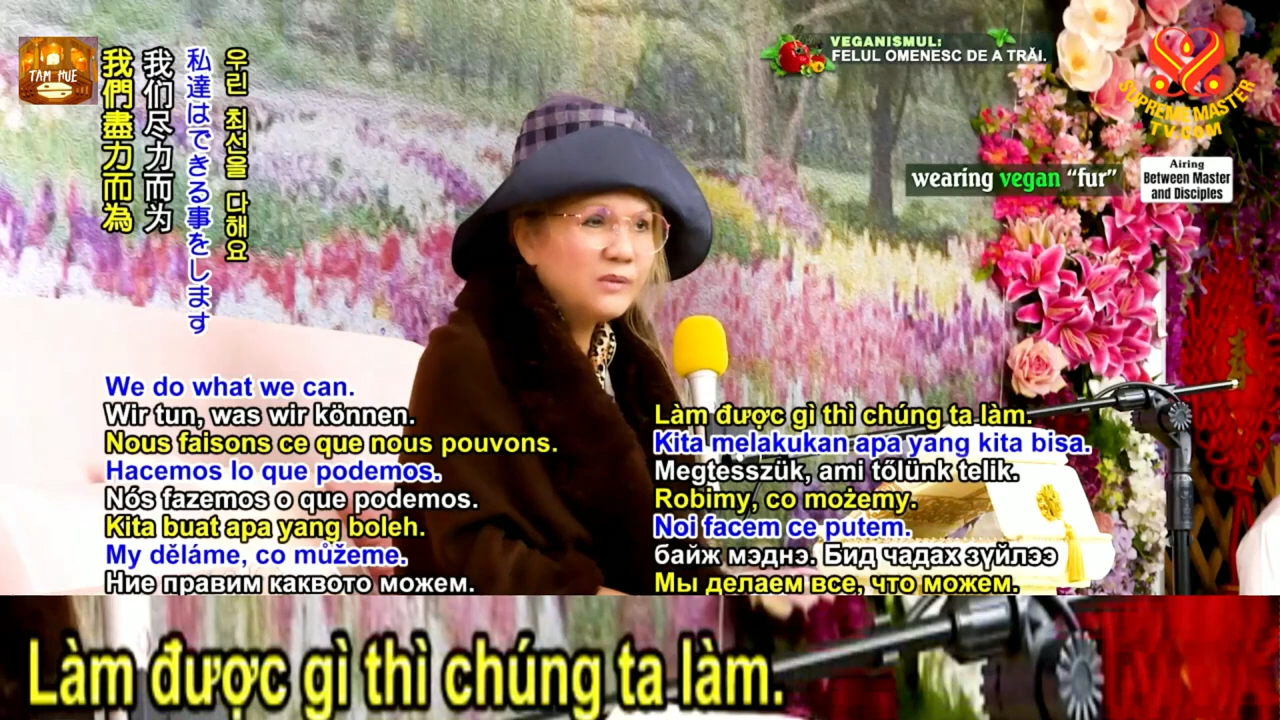 TAM HUE
我們盡力而為
我们尽力而为
私達はできる事をします
우린 최선을 다해요
VEGANISMUL:
FELUL OMENESC DE A TRĂI.
SUPREME MASTER
TV.COM
wearing vegan “fur”
Airing
Between Master
and Disciples
We do what we can.
Wir tun, was wir können.
Nous faisons ce que nous pouvons.
Hacemos lo que podemos.
Nós fazemos o que podemos.
Kita buat apa yang boleh.
My děláme, co můžeme.
Ние правим каквото можем.
Làm được gì thì chúng ta làm.
Kita melakukan apa yang kita bisa.
Megtesszük, ami tőlünk telik.
Robimy, co możemy.
Noi facem ce putem.
байж мэднэ. Бид чадах зүйлээ
Мы делаем все, что можем.
Làm được gì thì chúng ta làm.